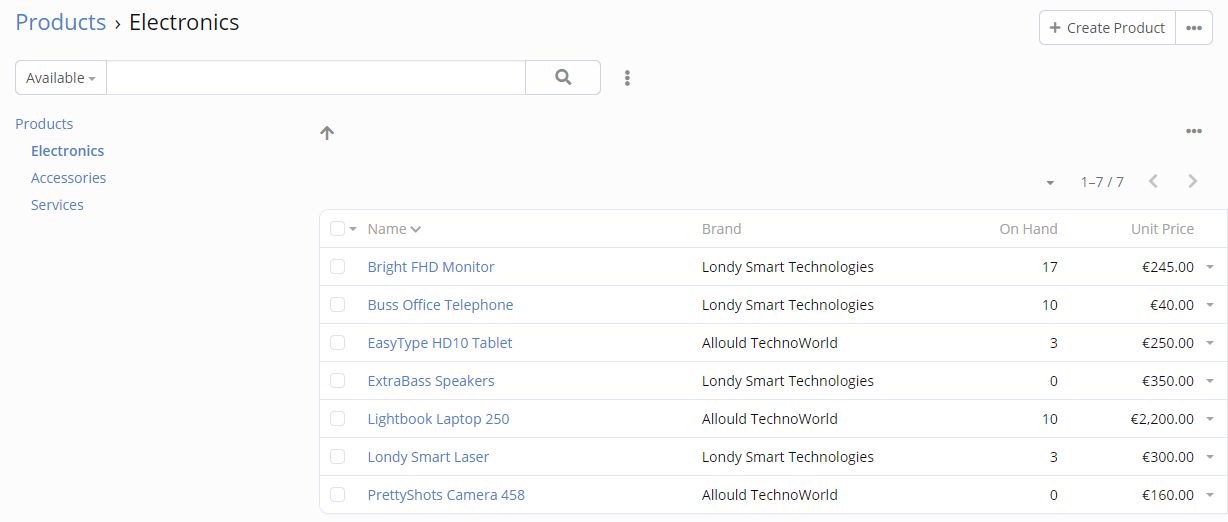 Products › Electronics
+ Create Product
Available
Products
Electronics
Accessories
Services
1–7 / 7
Name Brand On Hand Unit Price
Bright FHD Monitor Londy Smart Technologies 17 €245.00
Buss Office Telephone Londy Smart Technologies 10 €40.00
EasyType HD10 Tablet Allould TechnoWorld 3 €250.00
ExtraBass Speakers Londy Smart Technologies 0 €350.00
Lightbook Laptop 250 Allould TechnoWorld 10 €2,200.00
Londy Smart Laser Londy Smart Technologies 3 €300.00
PrettyShots Camera 458 Allould TechnoWorld 0 €160.00